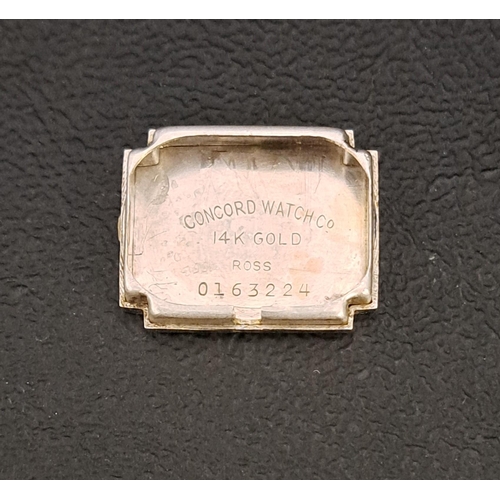 CONCORD WATCH Co
14K GOLD
ROSS
0163224